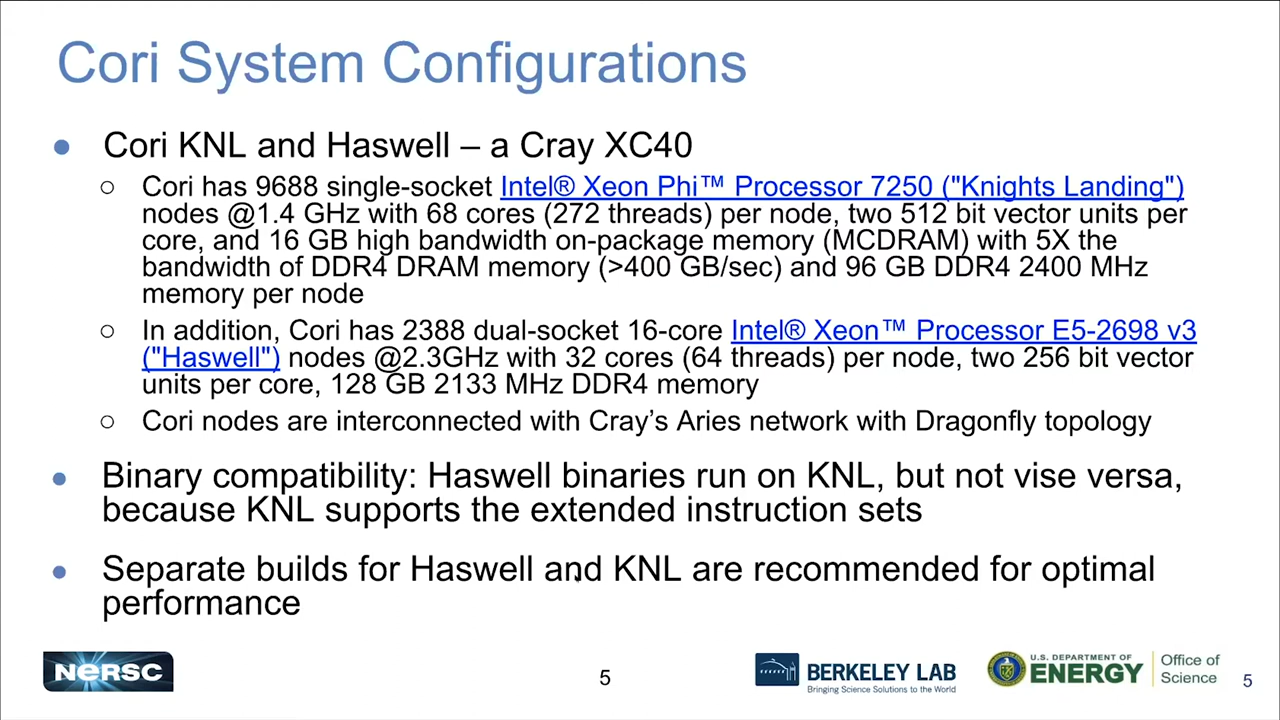 Cori System Configurations
● Cori KNL and Haswell – a Cray XC40
○ Cori has 9688 single-socket Intel® Xeon Phi™ Processor 7250 ("Knights Landing")
nodes @1.4 GHz with 68 cores (272 threads) per node, two 512 bit vector units per
core, and 16 GB high bandwidth on-package memory (MCDRAM) with 5X the
bandwidth of DDR4 DRAM memory (>400 GB/sec) and 96 GB DDR4 2400 MHz
memory per node
○ In addition, Cori has 2388 dual-socket 16-core Intel® Xeon™ Processor E5-2698 v3
("Haswell") nodes @2.3GHz with 32 cores (64 threads) per node, two 256 bit vector
units per core, 128 GB 2133 MHz DDR4 memory
○ Cori nodes are interconnected with Cray’s Aries network with Dragonfly topology
● Binary compatibility: Haswell binaries run on KNL, but not vise versa,
because KNL supports the extended instruction sets
● Separate builds for Haswell and KNL are recommended for optimal
performance
NERSC
5
BERKELEY LAB
Bringing Science Solutions to the World
U.S. DEPARTMENT OF
ENERGY
Office of
Science
5